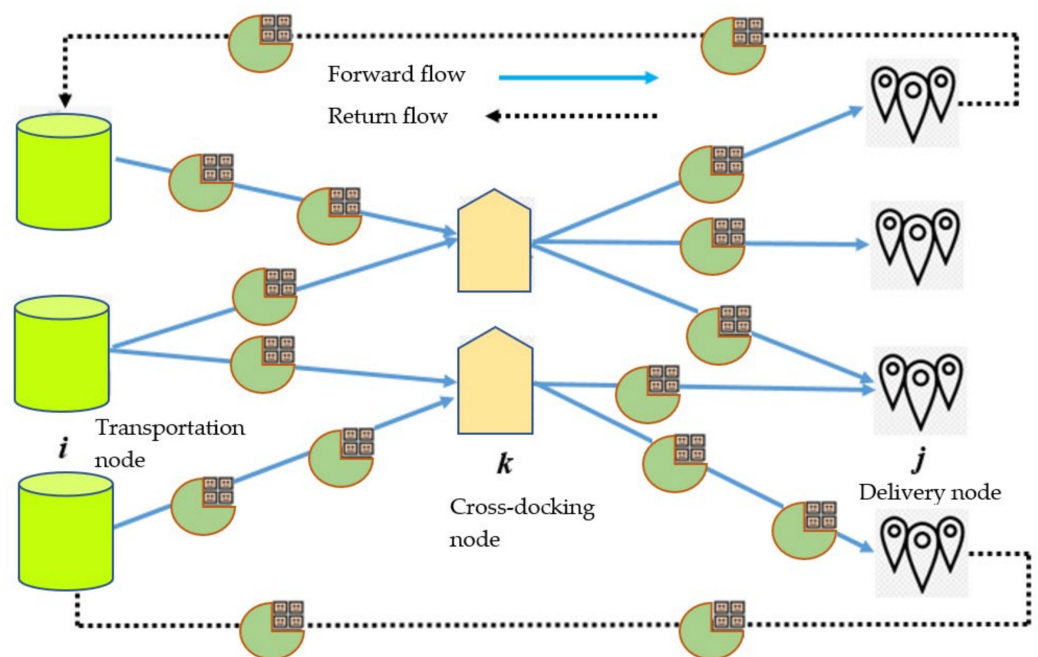 Forward flow
Return flow
Transportation
node
i
k
j
Cross-docking
node
Delivery node